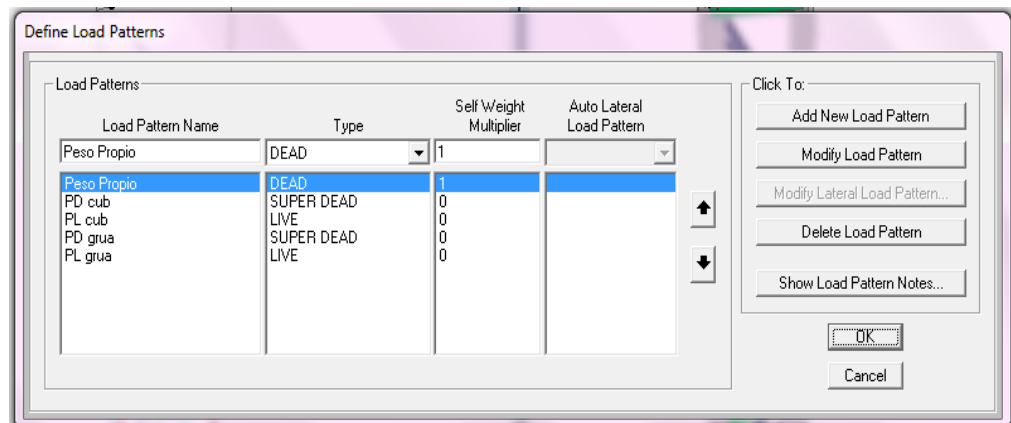 Define Load Patterns
Load Patterns
Load Pattern Name Type Self Weight Multiplier Auto Lateral Load Pattern
Peso Propio DEAD 1
Peso Propio DEAD 1
PD cub SUPER DEAD 0
PL cub LIVE 0
PD grua SUPER DEAD 0
PL grua LIVE 0
Click To:
Add New Load Pattern
Modify Load Pattern
Modify Lateral Load Pattern...
Delete Load Pattern
Show Load Pattern Notes...
OK
Cancel